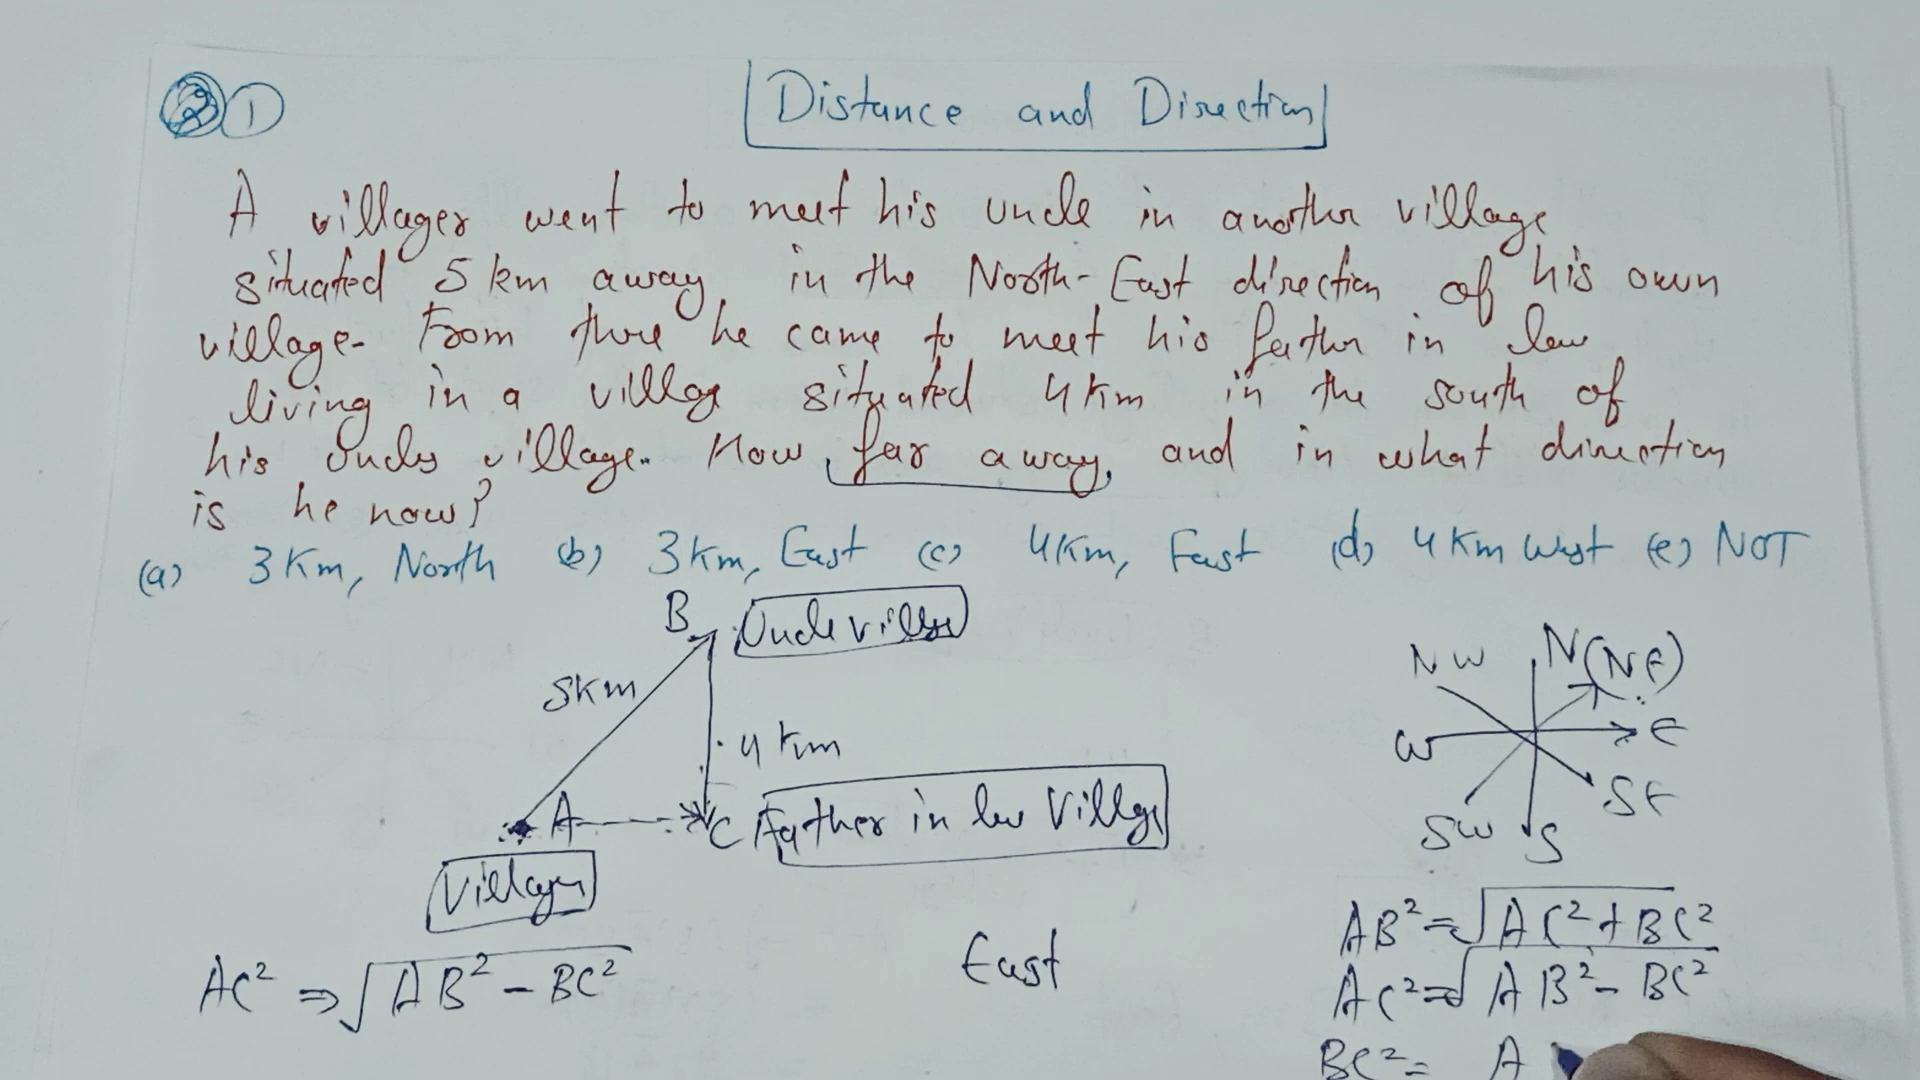 ① Distance and Direction
A villager went to meet his uncle in another village
situated 5 km away in the North-East direction of his own
village. From there he came to meet his father in law
living in a village situated 4 km in the south of
his uncles village. How far away, and in what direction
is he now?
(a) 3 Km, North (b) 3 km, East (c) 4 Km, East (d) 4 Km West (e) NOT
B Uncle village
5km
4 km
A C Father in law Village
Village
NW N (NE)
W E
SW S SE
AB² = √AC² + BC²
AC² ⇒ √AB² - BC² East AC² = √AB² - BC²
BC² = A